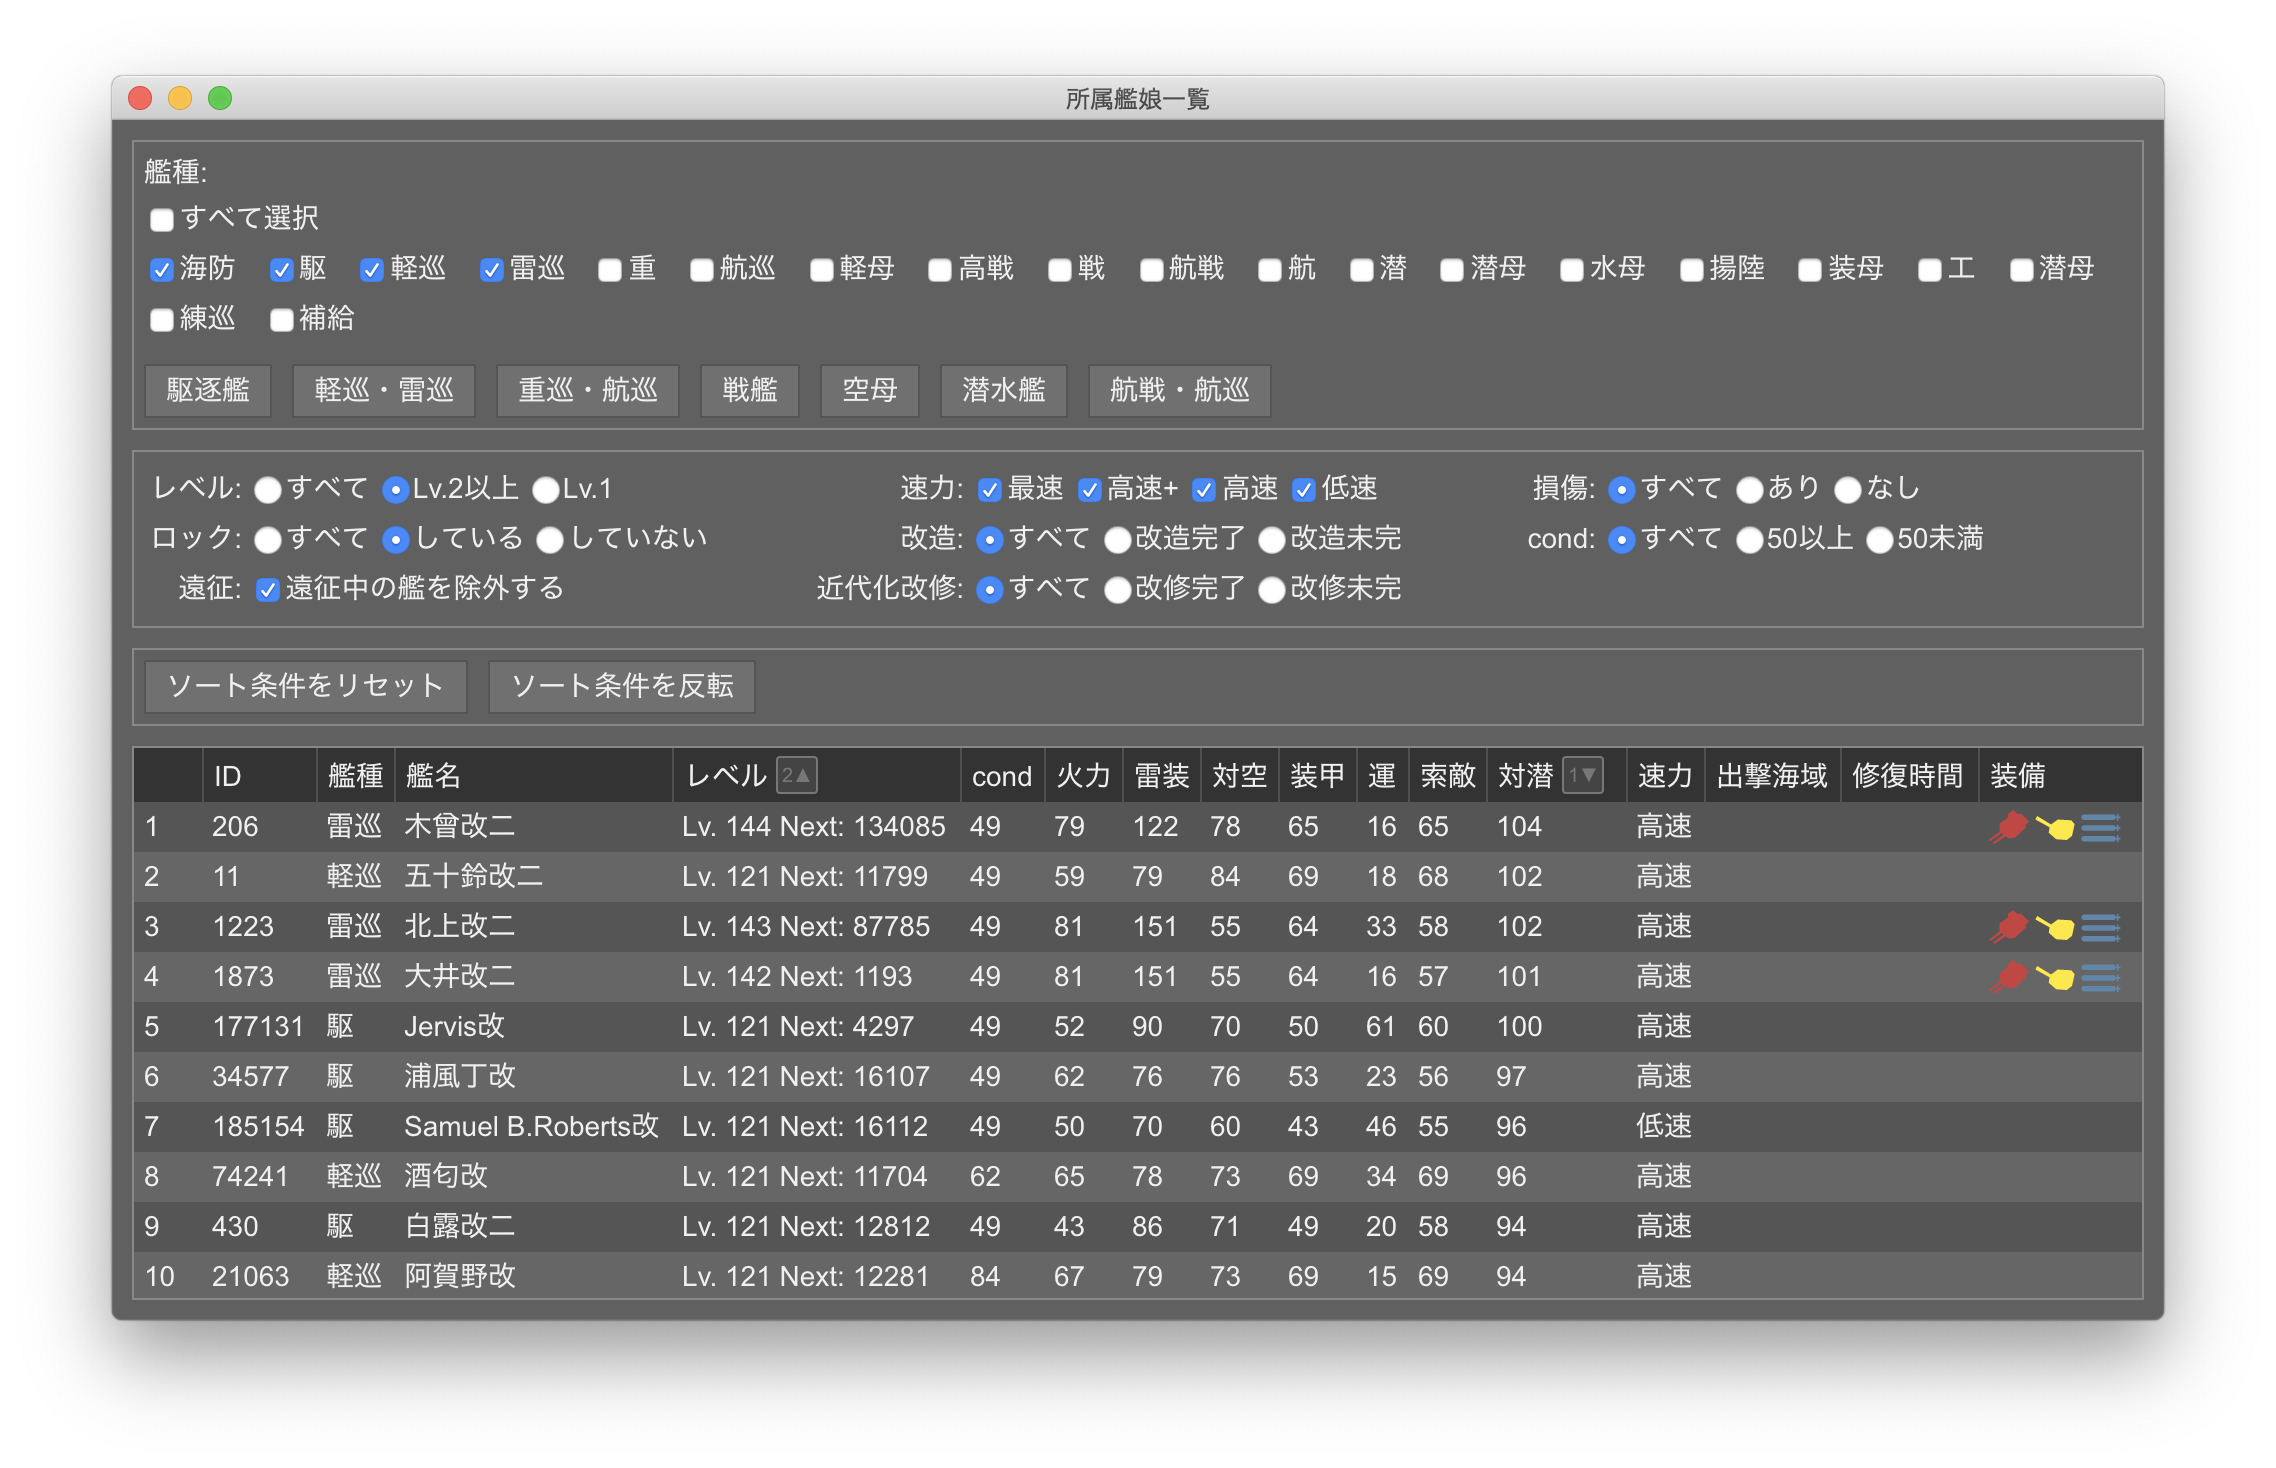 所属艦娘一覧
艦種:
すべて選択
海防 駆 軽巡 雷巡 重 航巡 軽母 高戦 戦 航戦 航 潜 潜母 水母 揚陸 装母 工 潜母
練巡 補給
駆逐艦 軽巡・雷巡 重巡・航巡 戦艦 空母 潜水艦 航戦・航巡
レベル: すべて Lv.2以上 Lv.1 速力: 最速 高速+ 高速 低速 損傷: すべて あり なし
ロック: すべて している していない 改造: すべて 改造完了 改造未完 cond: すべて 50以上 50未満
遠征: 遠征中の艦を除外する 近代化改修: すべて 改修完了 改修未完
ソート条件をリセット ソート条件を反転
ID 艦種 艦名 レベル 2▲ cond 火力 雷装 対空 装甲 運 索敵 対潜 1▼ 速力 出撃海域 修復時間 装備
1 206 雷巡 木曾改二 Lv. 144 Next: 134085 49 79 122 78 65 16 65 104 高速
2 11 軽巡 五十鈴改二 Lv. 121 Next: 11799 49 59 79 84 69 18 68 102 高速
3 1223 雷巡 北上改二 Lv. 143 Next: 87785 49 81 151 55 64 33 58 102 高速
4 1873 雷巡 大井改二 Lv. 142 Next: 1193 49 81 151 55 64 16 57 101 高速
5 177131 駆 Jervis改 Lv. 121 Next: 4297 49 52 90 70 50 61 60 100 高速
6 34577 駆 浦風丁改 Lv. 121 Next: 16107 49 62 76 76 53 23 56 97 高速
7 185154 駆 Samuel B.Roberts改 Lv. 121 Next: 16112 49 50 70 60 43 46 55 96 低速
8 74241 軽巡 酒匂改 Lv. 121 Next: 11704 62 65 78 73 69 34 69 96 高速
9 430 駆 白露改二 Lv. 121 Next: 12812 49 43 86 71 49 20 58 94 高速
10 21063 軽巡 阿賀野改 Lv. 121 Next: 12281 84 67 79 73 69 15 69 94 高速